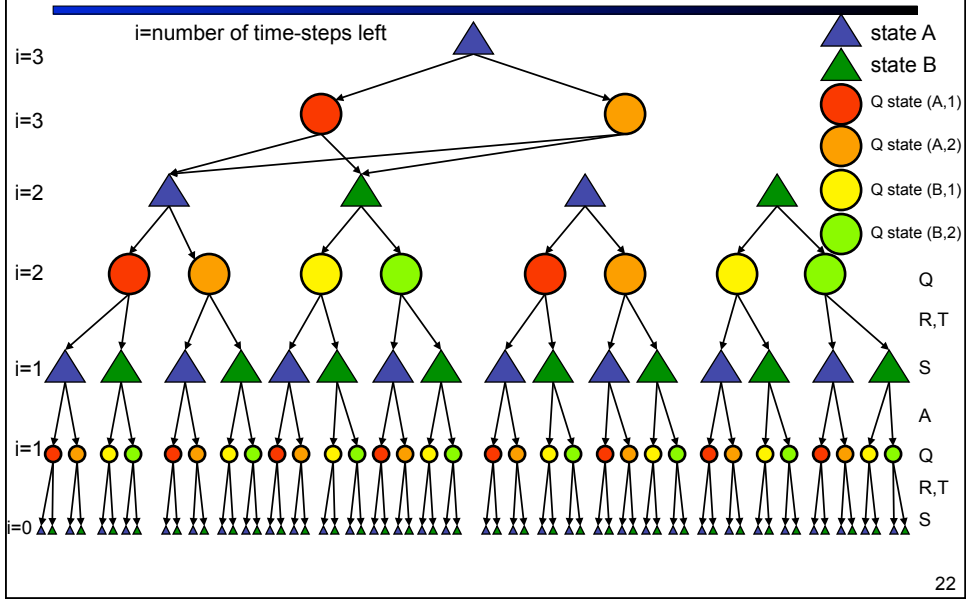 i=number of time-steps left
state A
i=3
state B
Q state (A,1)
i=3
Q state (A,2)
i=2
Q state (B,1)
Q state (B,2)
i=2
Q
R,T
i=1
S
A
i=1
Q
R,T
i=0
S
22